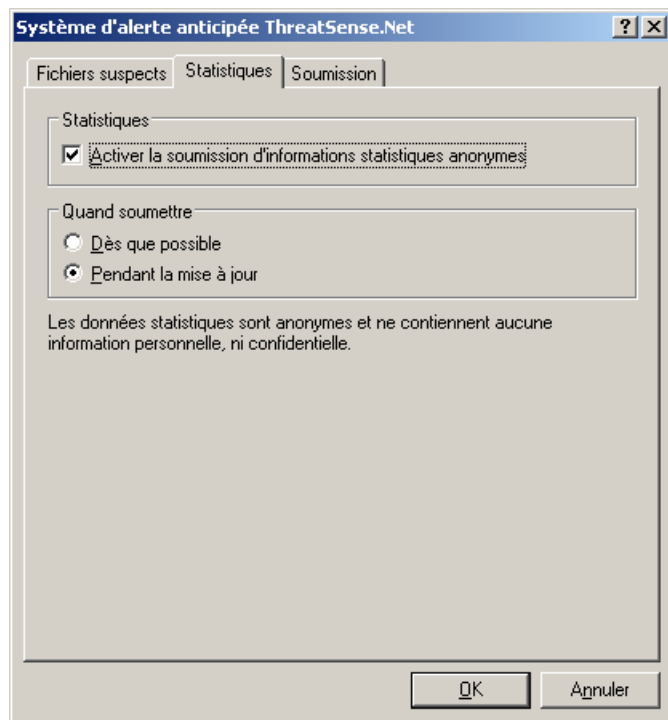 Système d'alerte anticipée ThreatSense.Net
Fichiers suspects Statistiques Soumission
Statistiques
Activer la soumission d'informations statistiques anonymes
Quand soumettre
Dès que possible
Pendant la mise à jour
Les données statistiques sont anonymes et ne contiennent aucune
information personnelle, ni confidentielle.
OK Annuler